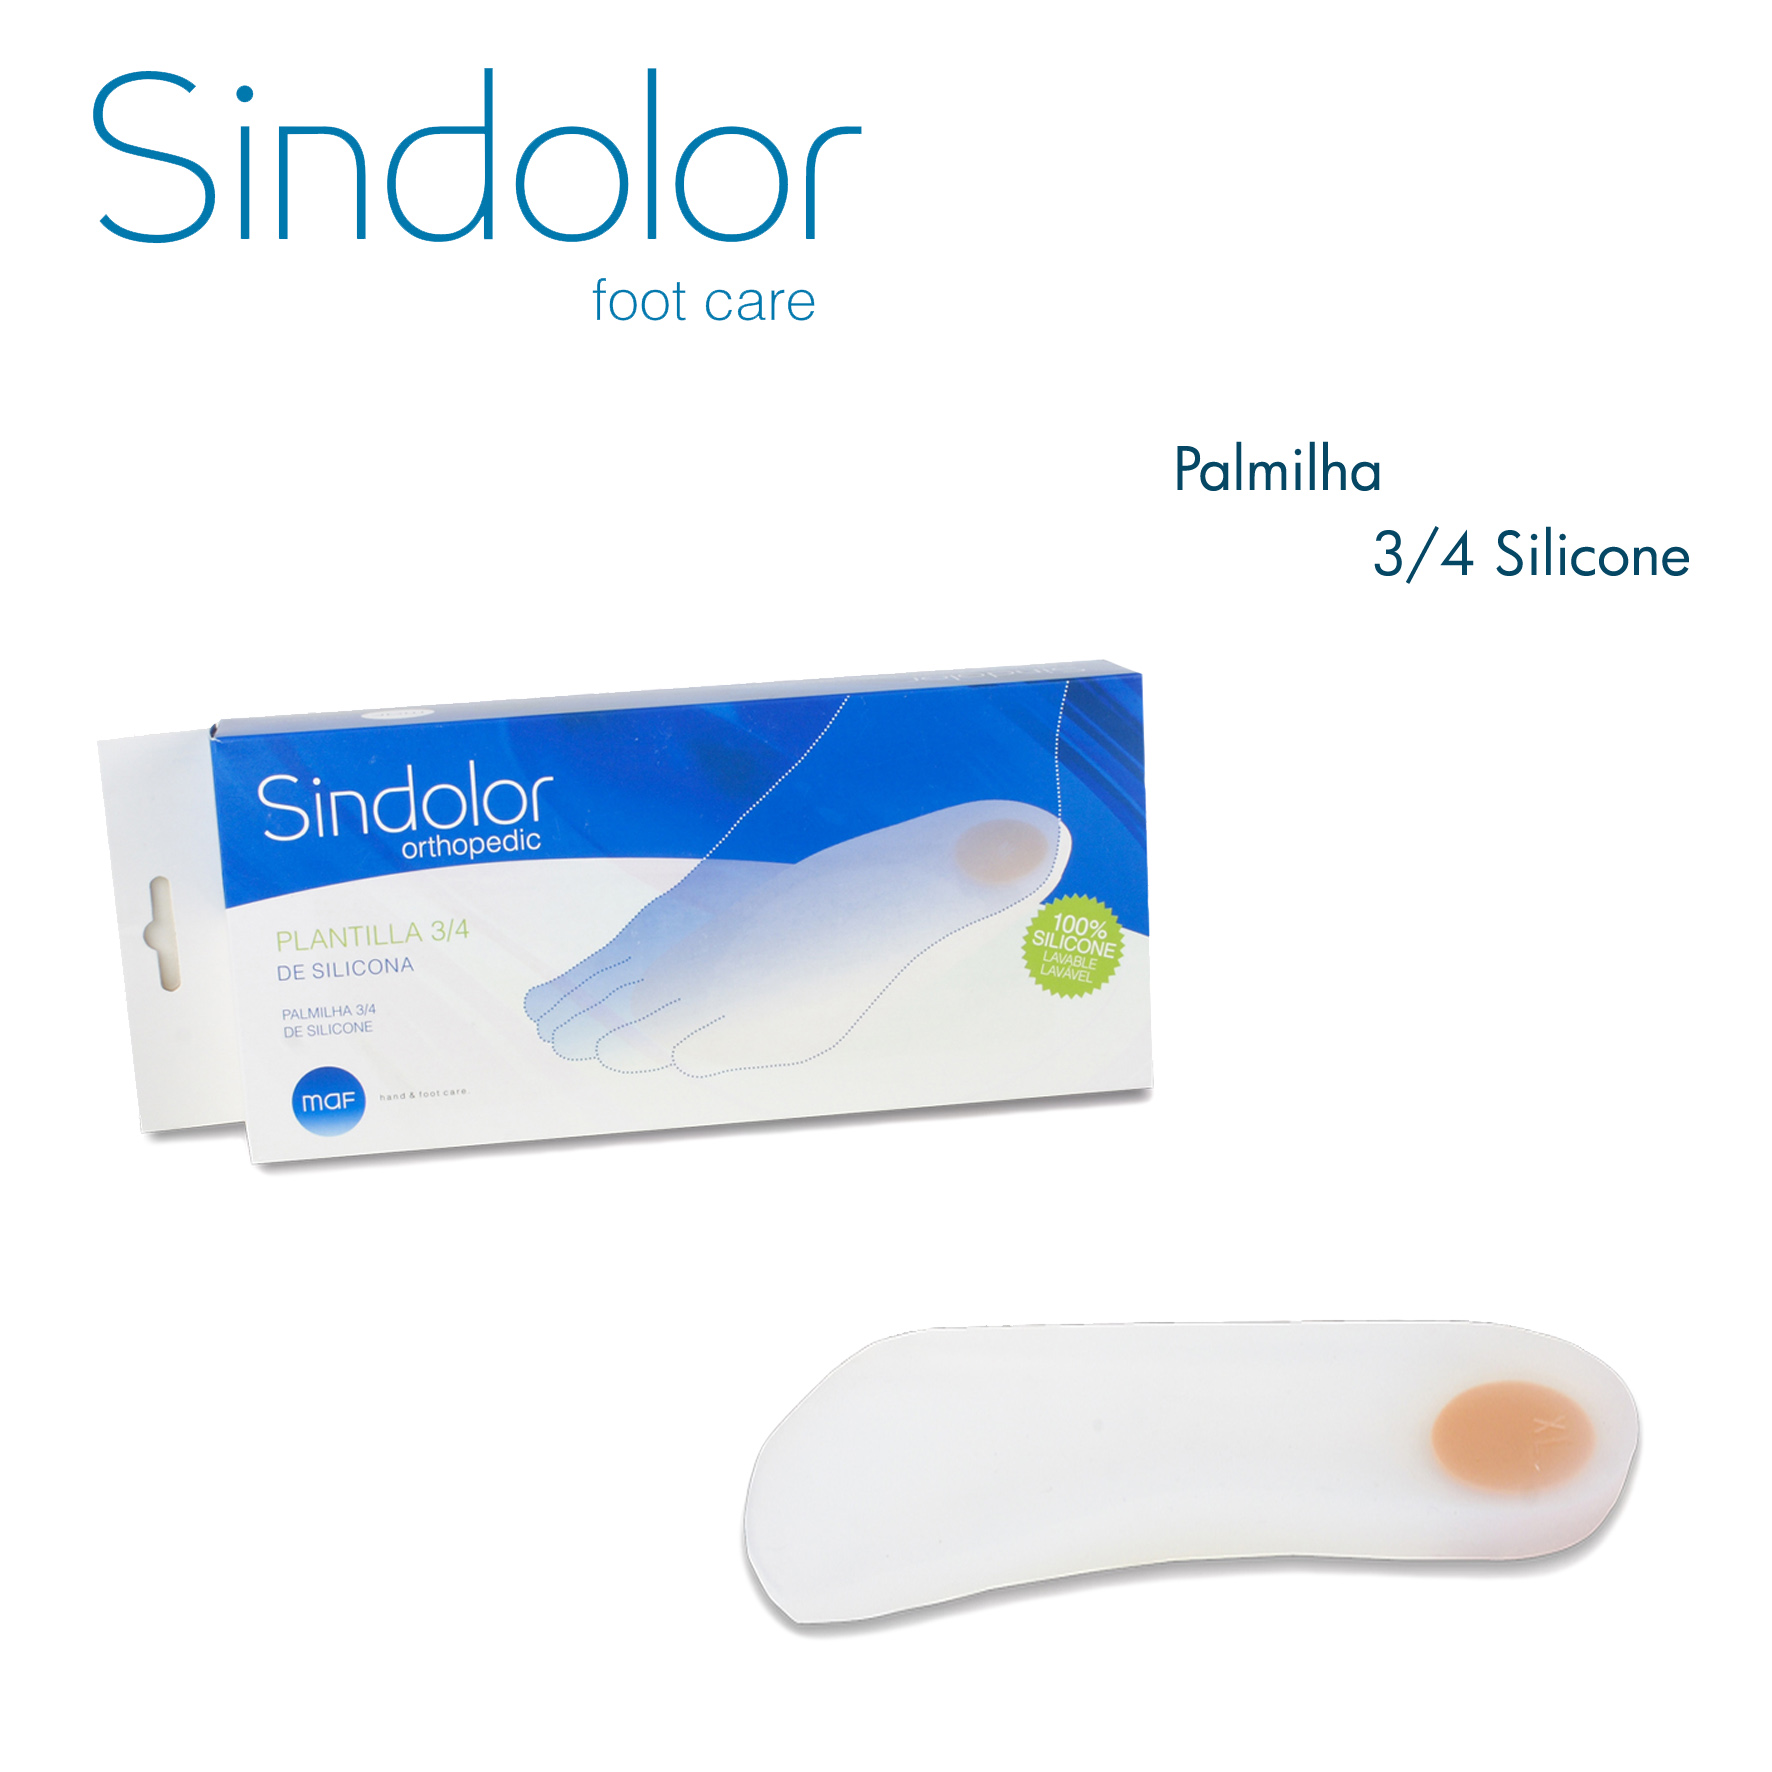 Sindolor
foot care
Palmilha
3/4 Silicone
Sindolor
orthopedic
PLANTILLA 3/4
DE SILICONA
PALMILHA 3/4
DE SILICONE
maf
hand & foot care.
100%
SILICONE
LAVABLE
LAVÁVEL
XL